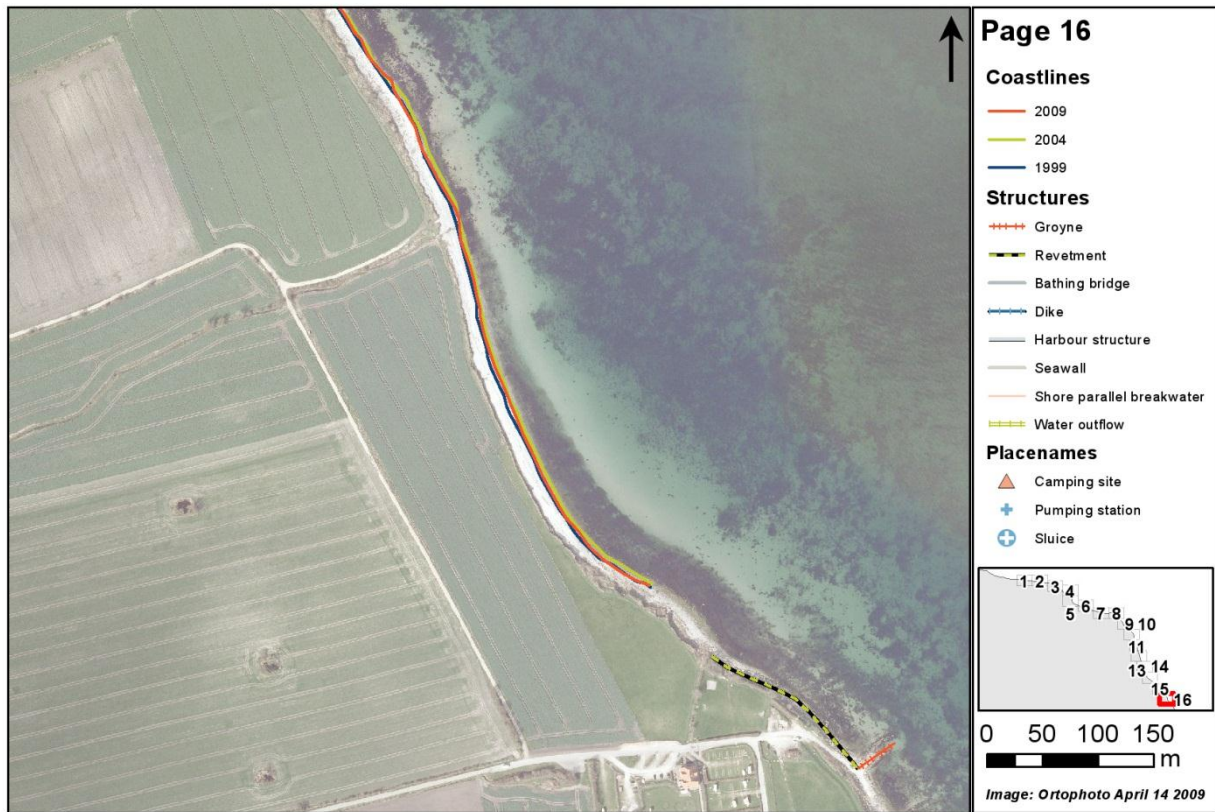 Page 16
Coastlines
2009
2004
1999
Structures
Groyne
Revetment
Bathing bridge
Dike
Harbour structure
Seawall
Shore parallel breakwater
Water outflow
Placenames
Camping site
Pumping station
Sluice
1 2 3 4
5 6 7 8
9 10
11
13 14
15 16
0 50 100 150
m
Image: Ortophoto April 14 2009